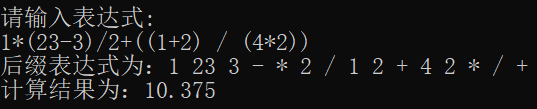 请输入表达式:
1*(23-3)/2+((1+2) / (4*2))
后缀表达式为: 1 23 3 - * 2 / 1 2 + 4 2 * / +
计算结果为: 10.375